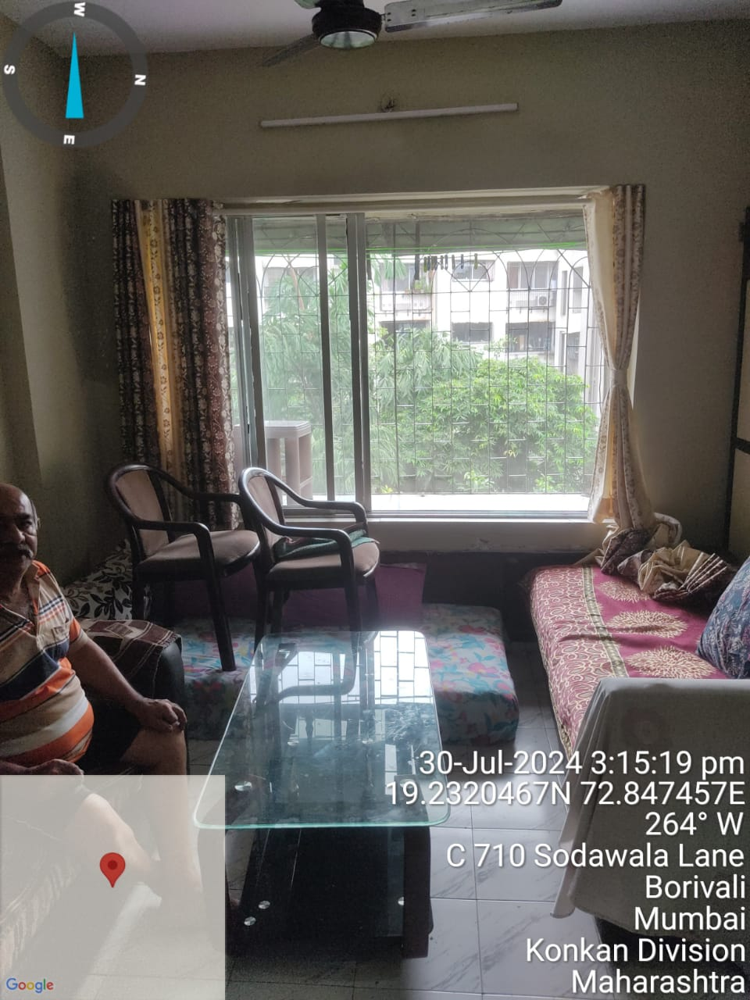 W
S
N
E
30-Jul-2024 3:15:19 pm
19.2320467N 72.847457E
264° W
C 710 Sodawala Lane
Borivali
Mumbai
Konkan Division
Maharashtra
Google